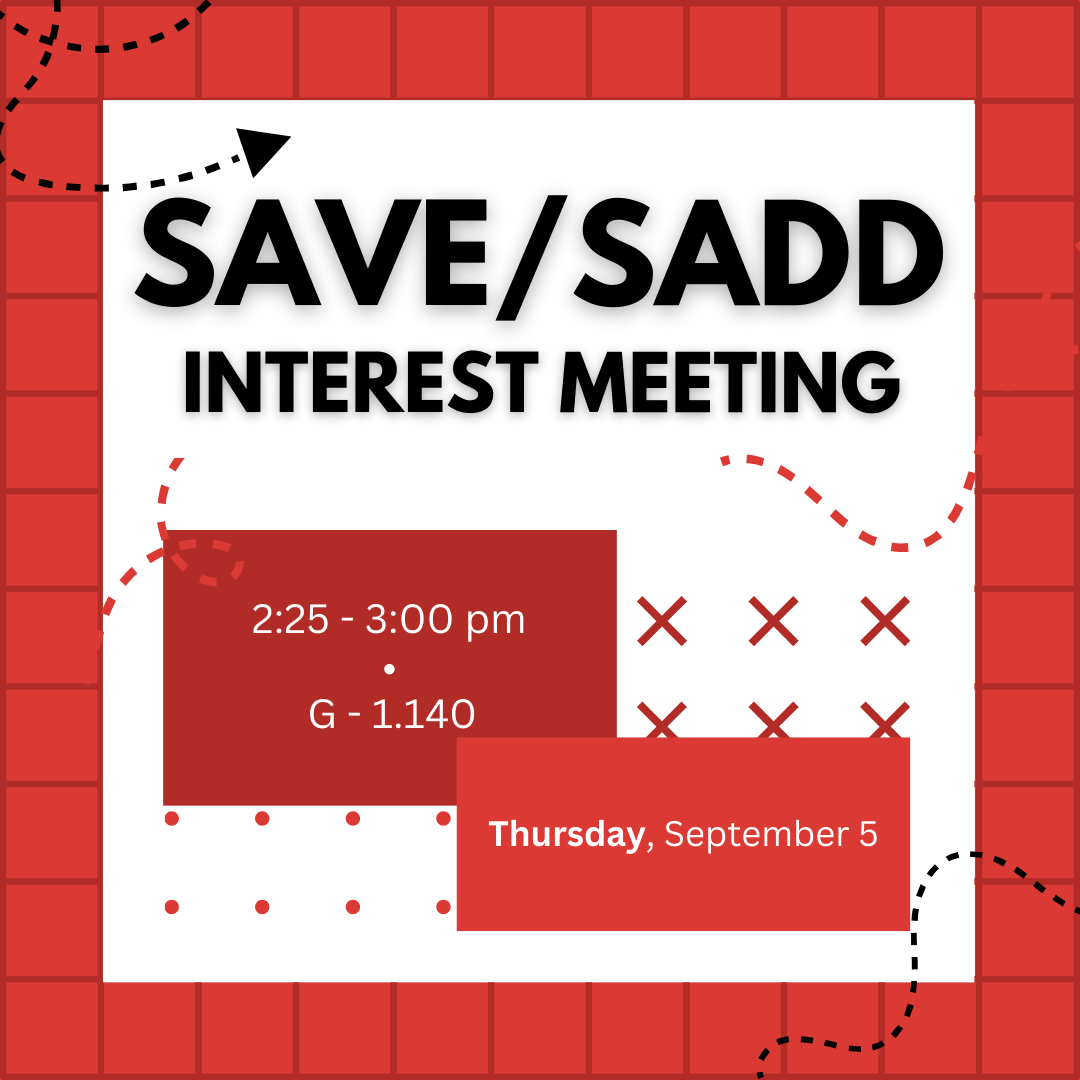 SAVE/SADD
INTEREST MEETING
2:25 - 3:00 pm
•
G - 1.140
Thursday, September 5